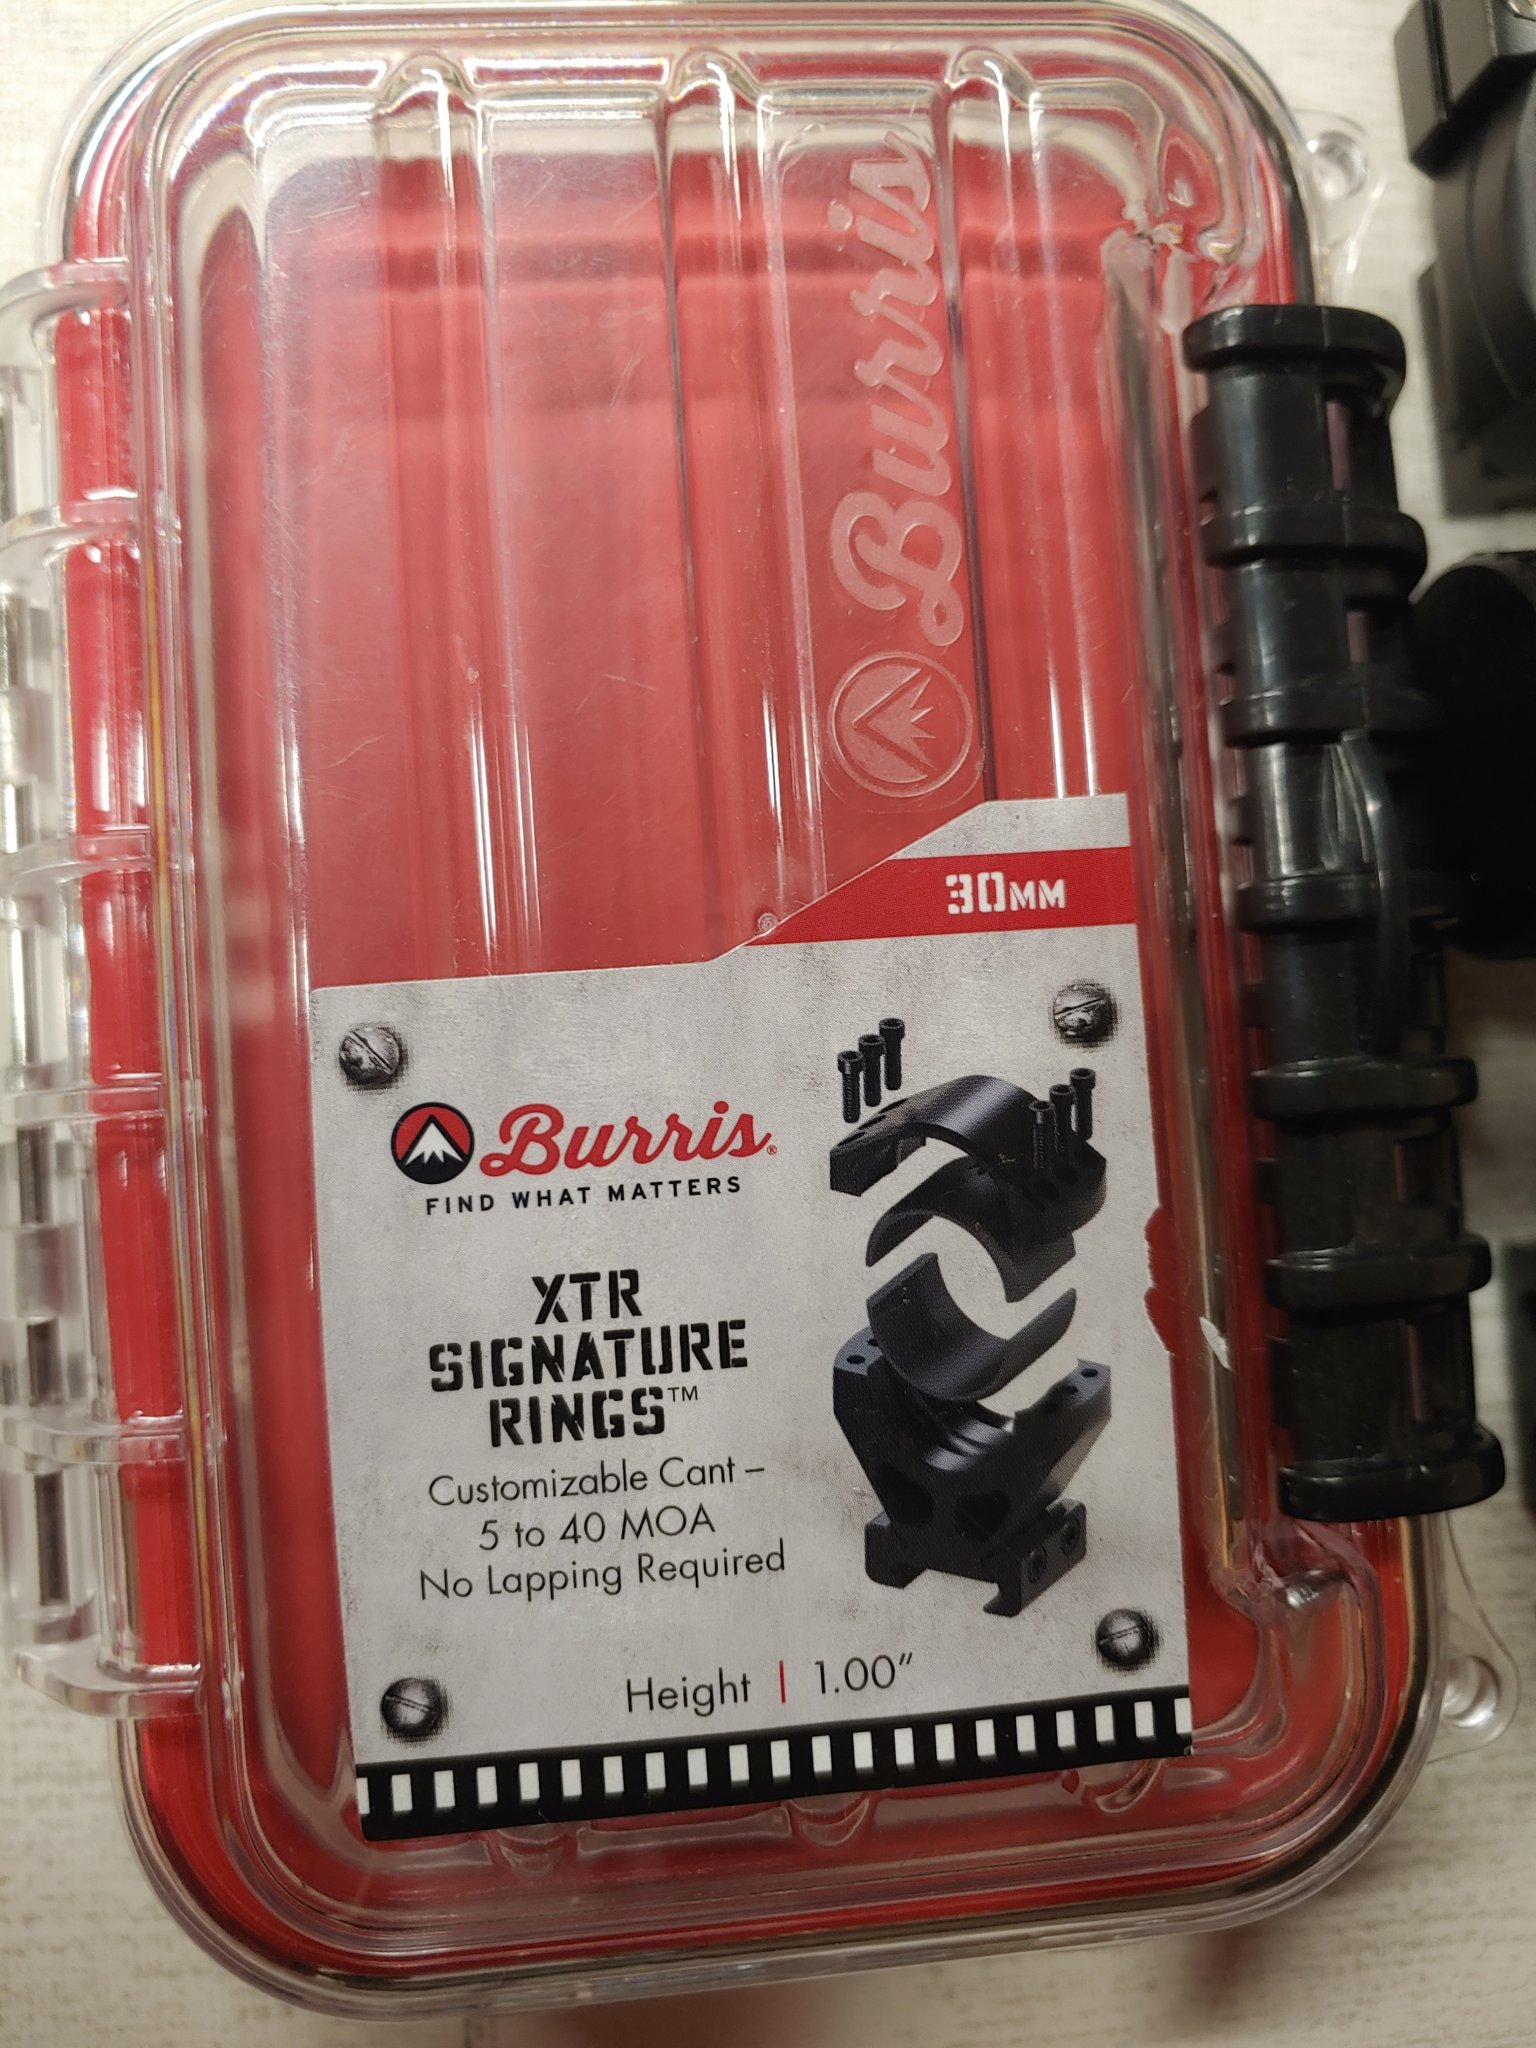 Burris
30MM
Burris®
FIND WHAT MATTERS
XTR
SIGNATURE
RINGS™
Customizable Cant –
5 to 40 MOA
No Lapping Required
Height | 1.00"